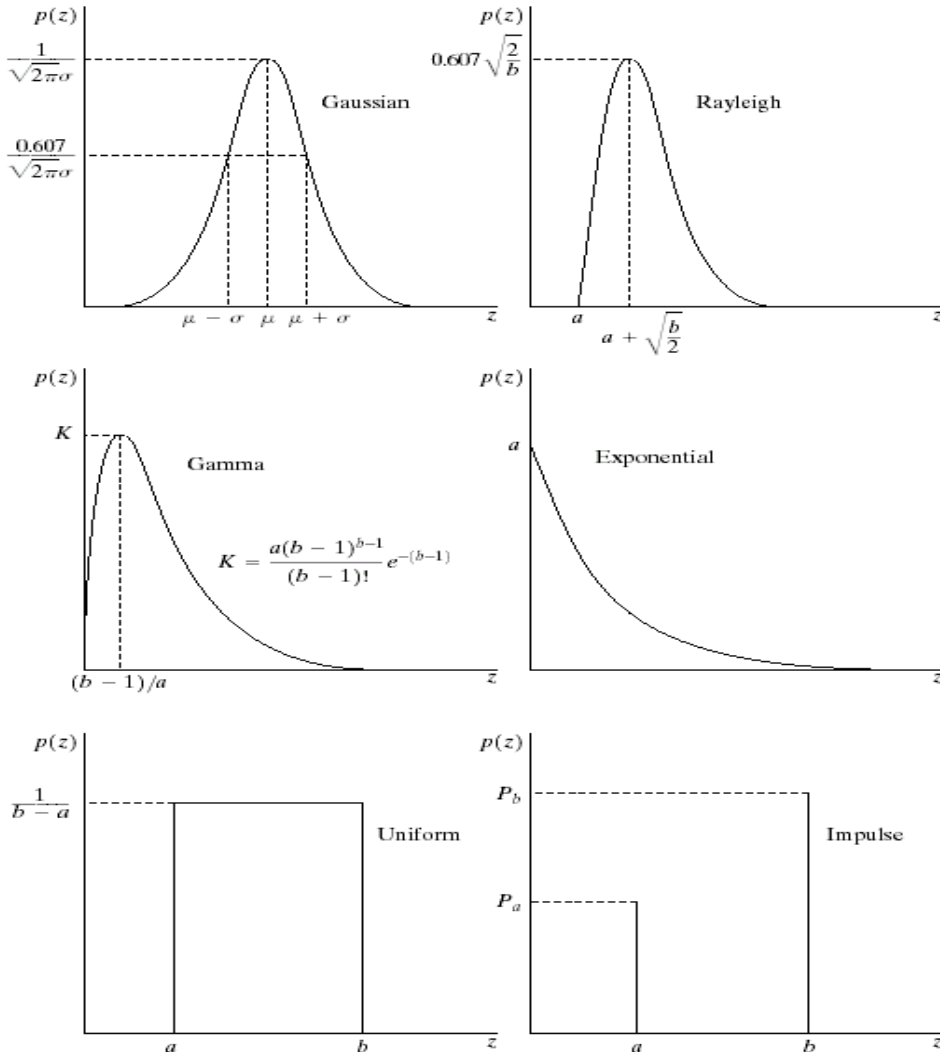 p(z)
1/√2πσ
0.607/√2πσ
Gaussian
μ − σ μ μ + σ z
p(z)
0.607√2/b
Rayleigh
a z
a + √b/2
p(z)
K
Gamma
K = a(b − 1)^b−1/(b − 1)! e^−(b−1)
(b − 1)/a z
p(z)
a
Exponential
z
p(z)
1/b − a
Uniform
a b z
p(z)
P_b
Impulse
P_a
a b z